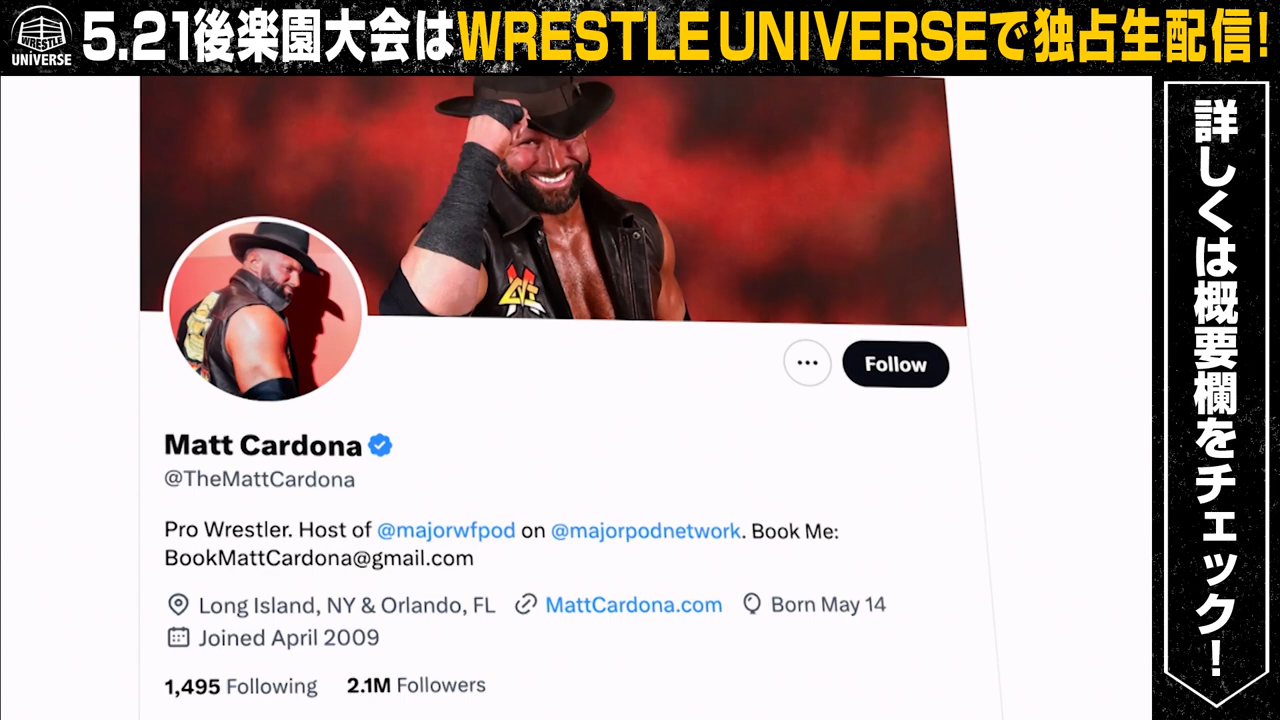 WRESTLE
UNIVERSE
5.21後楽園大会はWRESTLE UNIVERSEで独占生配信!
詳しくは概要欄をチェック!
Follow
Matt Cardona
@TheMattCardona
Pro Wrestler. Host of @majorwfpod on @majorpodnetwork. Book Me:
BookMattCardona@gmail.com
Long Island, NY & Orlando, FL MattCardona.com Born May 14
Joined April 2009
1,495 Following 2.1M Followers